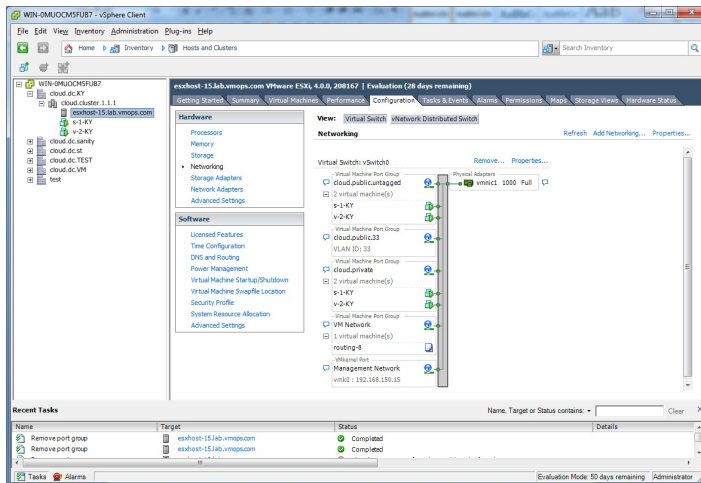 WIN-0MUOCM5FUB7 - vSphere Client
File Edit View Inventory Administration Plug-ins Help
Home Inventory Hosts and Clusters Search Inventory
WIN-0MUOCM5FUB7
cloud.dc.KY
cloud.cluster.1.1.1
esxhost-15.lab.vmops.com
s-1-KY
v-2-KY
cloud.dc.sanity
cloud.dc.st
cloud.dc.TEST
cloud.dc.VM
test
esxhost-15.lab.vmops.com VMware ESXi, 4.0.0, 208167 | Evaluation (28 days remaining)
Getting Started Summary Virtual Machines Performance Configuration Tasks & Events Alarms Permissions Maps Storage Views Hardware Status
Hardware
Processors
Memory
Storage
Networking
Storage Adapters
Network Adapters
Advanced Settings
Software
Licensed Features
Time Configuration
DNS and Routing
Power Management
Virtual Machine Startup/Shutdown
Virtual Machine Swapfile Location
Security Profile
System Resource Allocation
Advanced Settings
View: Virtual Switch vNetwork Distributed Switch
Networking Refresh Add Networking... Properties...
Virtual Switch: vSwitch0 Remove... Properties...
Virtual Machine Port Group Physical Adapters
cloud.public.untagged vmnic1 1000 Full
2 virtual machine(s)
s-1-KY
v-2-KY
Virtual Machine Port Group
cloud.public.33
VLAN ID: 33
Virtual Machine Port Group
cloud.private
2 virtual machine(s)
s-1-KY
v-2-KY
Virtual Machine Port Group
VM Network
1 virtual machine(s)
routing-8
VMkernel Port
Management Network
vmk0 : 192.168.150.15
Recent Tasks Name, Target or Status contains: Clear
Name Target Status Details
Remove port group esxhost-15.lab.vmops.com Completed
Remove port group esxhost-15.lab.vmops.com Completed
Tasks Alarms Evaluation Mode: 50 days remaining Administrator